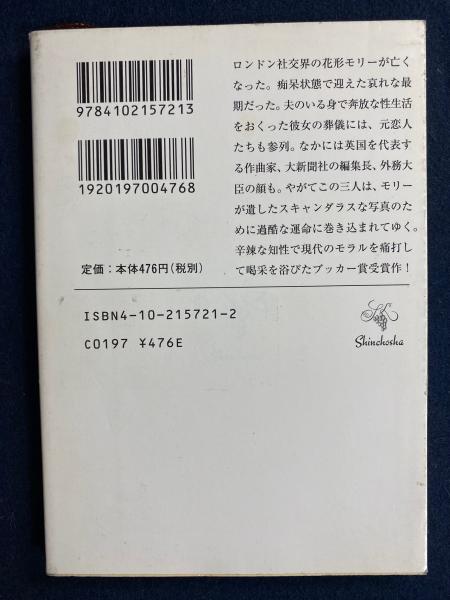 9784102157213
1920197004768
定価：本体476円（税別）
ロンドン社交界の花形モリーが亡く
なった。痴呆状態で迎えた哀れな最
期だった。夫のいる身で奔放な性生活
をおくった彼女の葬儀には、元恋人
たちも参列。なかには英国を代表す
る作曲家、大新聞社の編集長、外務大
臣の顔も。やがてこの三人は、モリー
が遺したスキャンダラスな写真のた
めに過酷な運命に巻き込まれてゆく。
辛辣な知性で現代のモラルを痛打し
て喝采を浴びたブッカー賞受賞作！
ISBN4-10-215721-2
C0197 ¥476E
Shinchosha